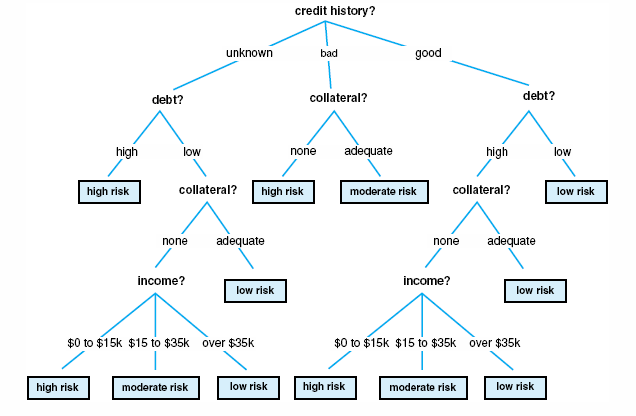 credit history?
unknown bad good
debt? collateral? debt?
high low none adequate high low
high risk collateral? high risk moderate risk collateral? low risk
none adequate none adequate
income? low risk income? low risk
$0 to $15k $15 to $35k over $35k $0 to $15k $15 to $35k over $35k
high risk moderate risk low risk high risk moderate risk low risk